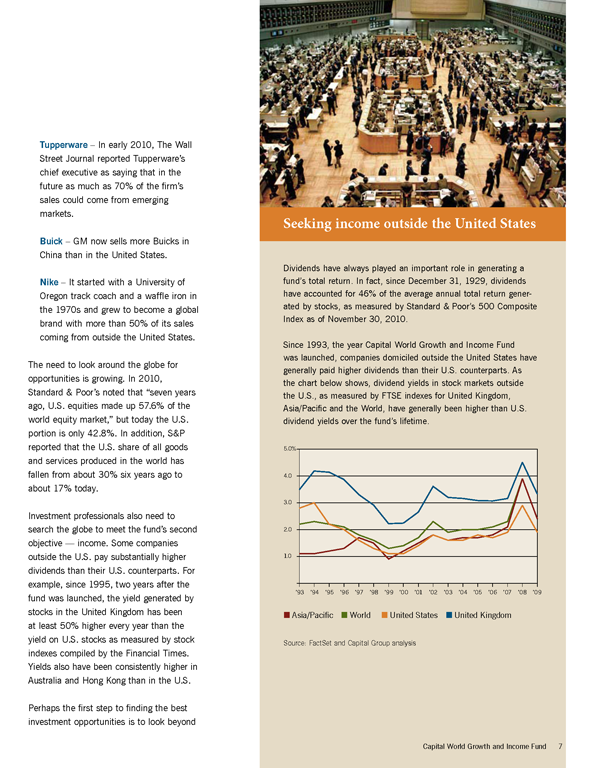 Tupperware – In early 2010, The Wall
Street Journal reported Tupperware's
chief executive as saying that in the
future as much as 70% of the firm's
sales could come from emerging
markets.
Buick – GM now sells more Buicks in
China than in the United States.
Nike – It started with a University of
Oregon track coach and a waffle iron in
the 1970s and grew to become a global
brand with more than 50% of its sales
coming from outside the United States.
The need to look around the globe for
opportunities is growing. In 2010,
Standard & Poor's noted that “seven years
ago, U.S. equities made up 57.6% of the
world equity market,” but today the U.S.
portion is only 42.8%. In addition, S&P
reported that the U.S. share of all goods
and services produced in the world has
fallen from about 30% six years ago to
about 17% today.
Investment professionals also need to
search the globe to meet the fund's second
objective — income. Some companies
outside the U.S. pay substantially higher
dividends than their U.S. counterparts. For
example, since 1995, two years after the
fund was launched, the yield generated by
stocks in the United Kingdom has been
at least 50% higher every year than the
yield on U.S. stocks as measured by stock
indexes compiled by the Financial Times.
Yields also have been consistently higher in
Australia and Hong Kong than in the U.S.
Perhaps the first step to finding the best
investment opportunities is to look beyond
Seeking income outside the United States
Dividends have always played an important role in generating a
fund's total return. In fact, since December 31, 1929, dividends
have accounted for 46% of the average annual total return gener-
ated by stocks, as measured by Standard & Poor's 500 Composite
Index as of November 30, 2010.
Since 1993, the year Capital World Growth and Income Fund
was launched, companies domiciled outside the United States have
generally paid higher dividends than their U.S. counterparts. As
the chart below shows, dividend yields in stock markets outside
the U.S., as measured by FTSE indexes for United Kingdom,
Asia/Pacific and the World, have generally been higher than U.S.
dividend yields over the fund's lifetime.
5.0%
4.0
3.0
2.0
1.0
'93 '94 '95 '96 '97 '98 '99 '00 '01 '02 '03 '04 '05 '06 '07 '08 '09
Asia/Pacific World United States United Kingdom
Source: FactSet and Capital Group analysis
Capital World Growth and Income Fund 7